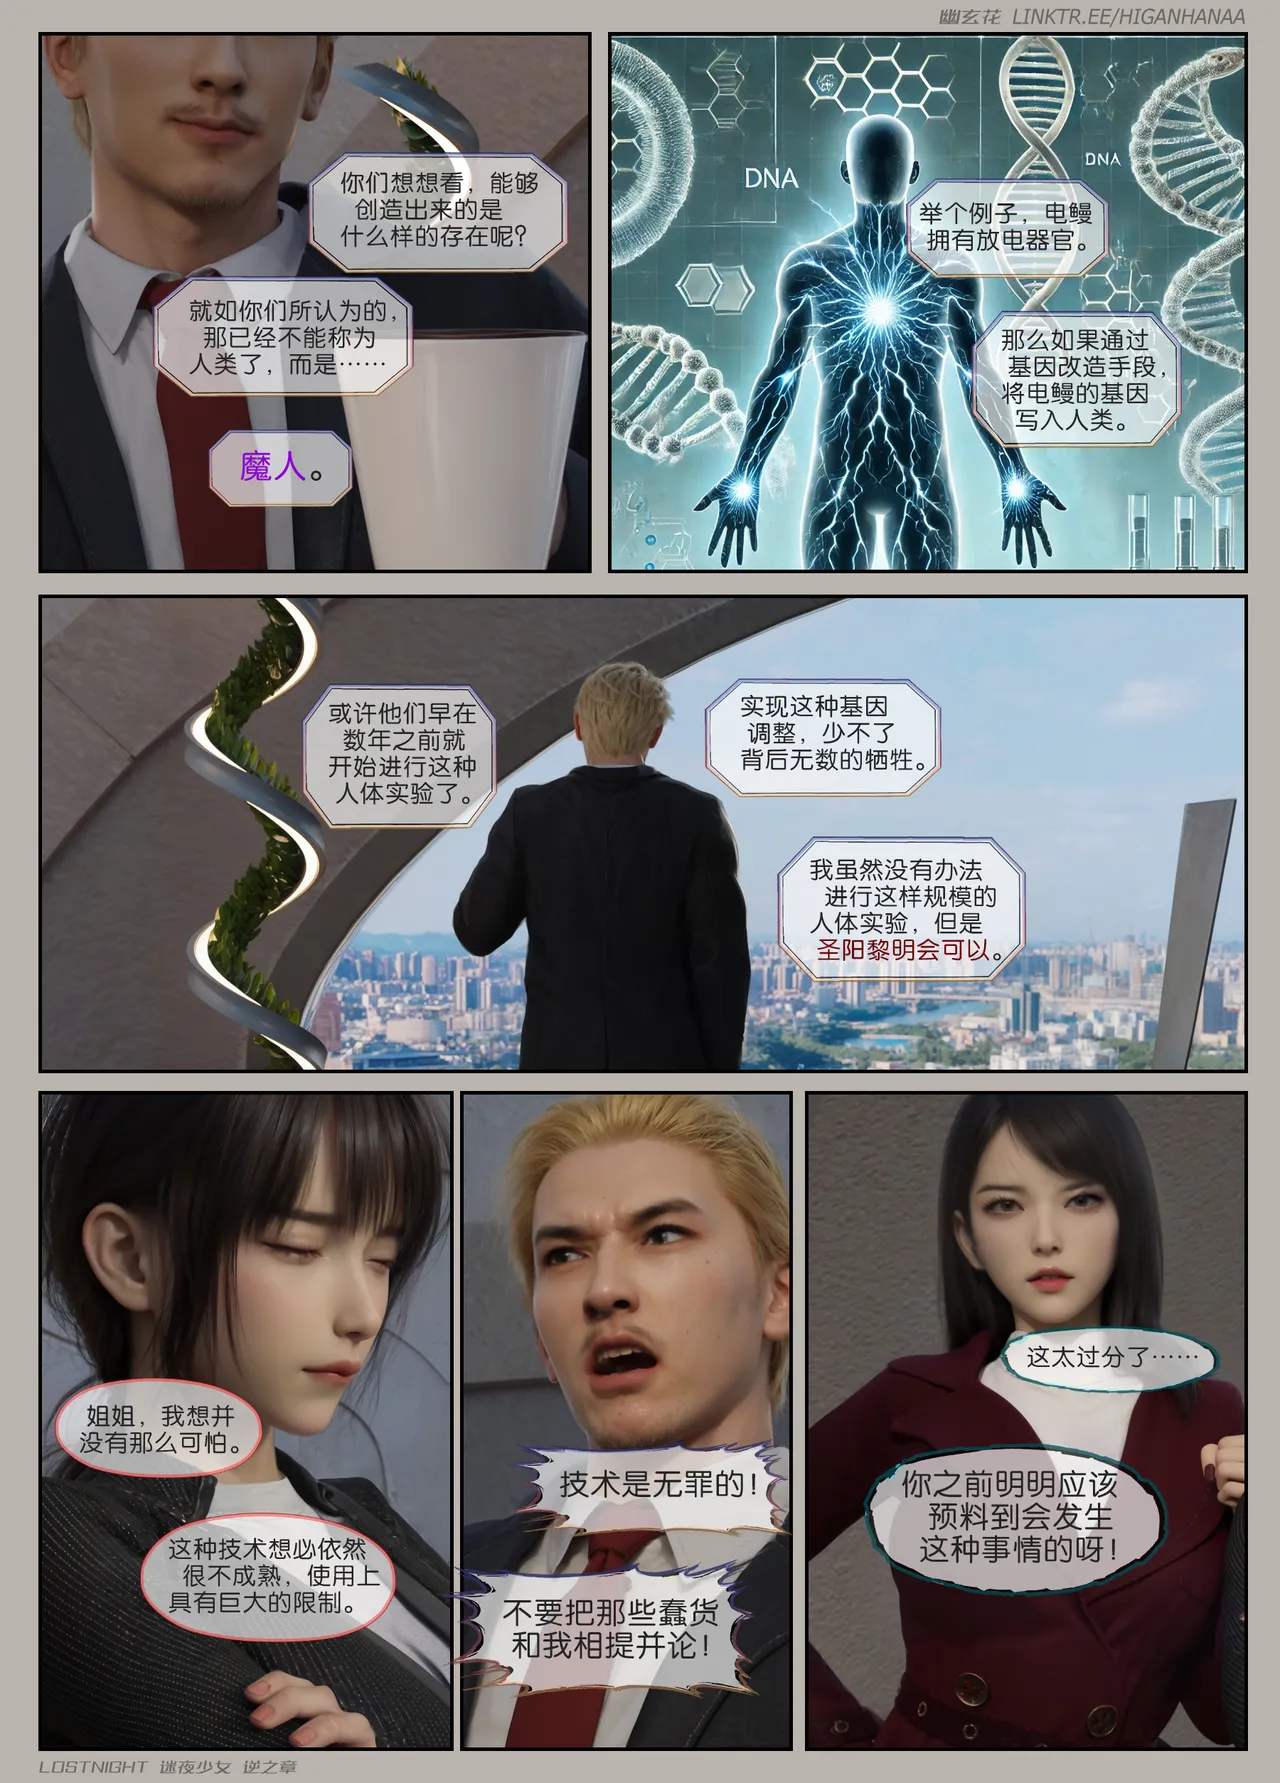 幽玄花 LINKTR.EE/HIGANHANAA
你们想想看，能够
创造出来的是
什么样的存在呢？
就如你们所认为的，
那已经不能称为
人类了，而是……
魔人。
DNA
DNA
举个例子，电鳗
拥有放电器官。
那么如果通过
基因改造手段，
将电鳗的基因
写入人类。
或许他们早在
数年之前就
开始进行这种
人体实验了。
实现这种基因
调整，少不了
背后无数的牺牲。
我虽然没有办法
进行这样规模的
人体实验，但是
圣阳黎明会可以。
姐姐，我想并
没有那么可怕。
这种技术想必依然
很不成熟，使用上
具有巨大的限制。
技术是无罪的！
不要把那些蠢货
和我相提并论！
这太过分了……
你之前明明应该
预料到会发生
这种事情的呀！
LOSTNIGHT 迷夜少女 逆之章